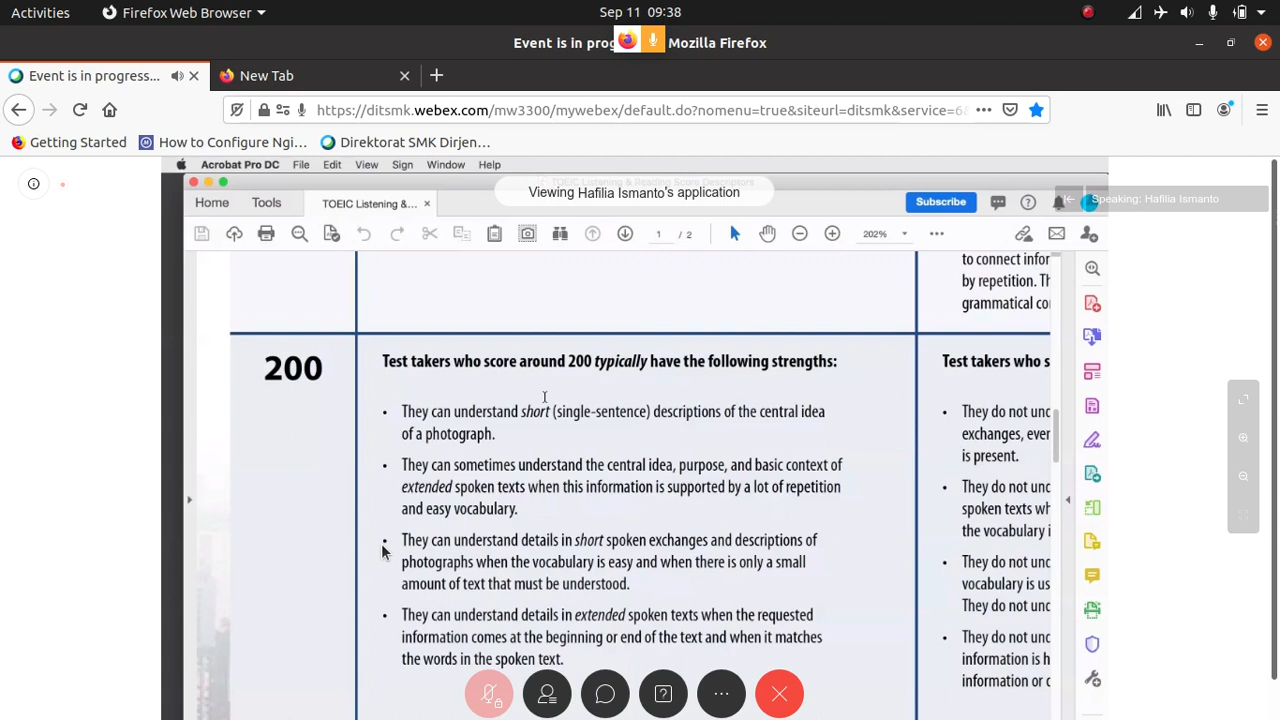 Activities
Firefox Web Browser
Sep 11 09:38
Event is in prog
Mozilla Firefox
Event is in progress...
New Tab
https://ditsmk.webex.com/mw3300/mywebex/default.do?nomenu=true&siteurl=ditsmk&service=6
Getting Started
How to Configure Ngi...
Direktorat SMK Dirjen...
Acrobat Pro DC File Edit View Sign Window Help
TOEIC Listening & Reading Score Descriptors
Viewing Hafilia Ismanto's application
Speaking: Hafilia Ismanto
Home Tools TOEIC Listening &...
Subscribe
1 / 2
202%
to connect infor
by repetition. Th
grammatical co
200
Test takers who score around 200 typically have the following strengths:
• They can understand short (single-sentence) descriptions of the central idea
of a photograph.
• They can sometimes understand the central idea, purpose, and basic context of
extended spoken texts when this information is supported by a lot of repetition
and easy vocabulary.
• They can understand details in short spoken exchanges and descriptions of
photographs when the vocabulary is easy and when there is only a small
amount of text that must be understood.
• They can understand details in extended spoken texts when the requested
information comes at the beginning or end of the text and when it matches
the words in the spoken text.
Test takers who s
• They do not und
exchanges, ever
is present.
• They do not und
spoken texts wh
the vocabulary i
• They do not und
vocabulary is us
They do not und
• They do not und
information is h
information or c